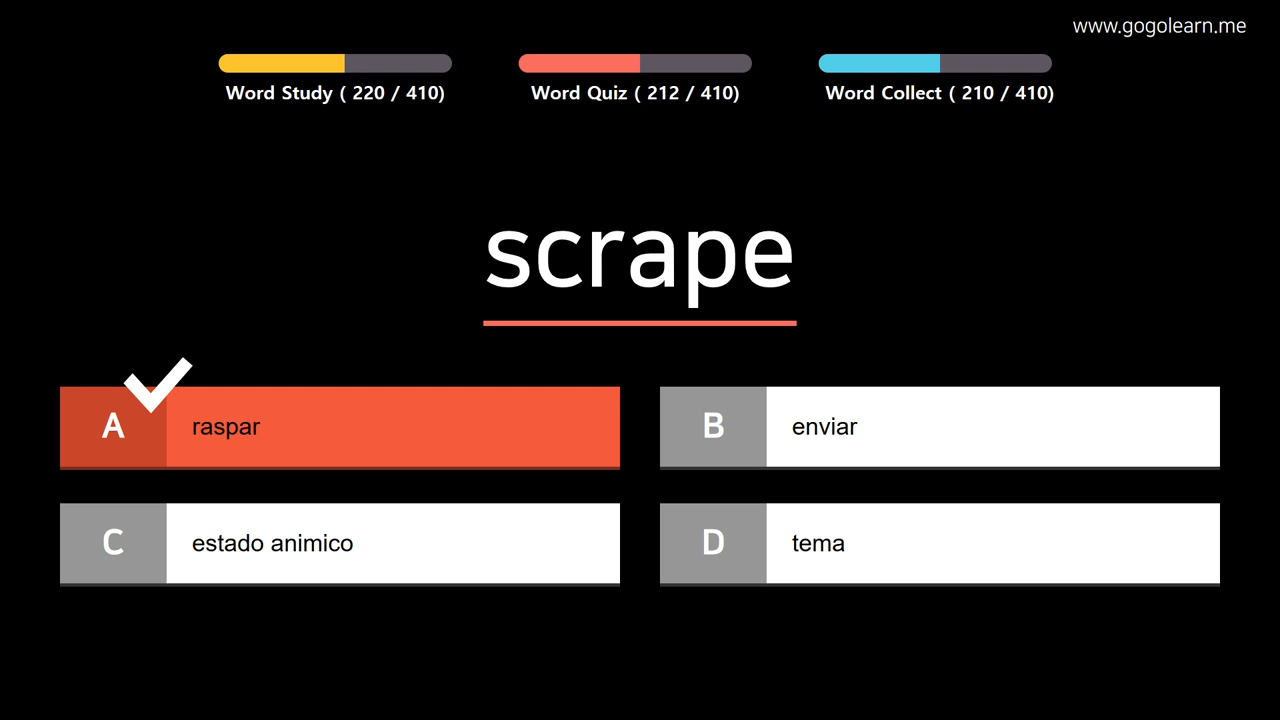 www.gogolearn.me
Word Study ( 220 / 410)
Word Quiz ( 212 / 410)
Word Collect ( 210 / 410)
scrape
A raspar
B enviar
C estado animico
D tema